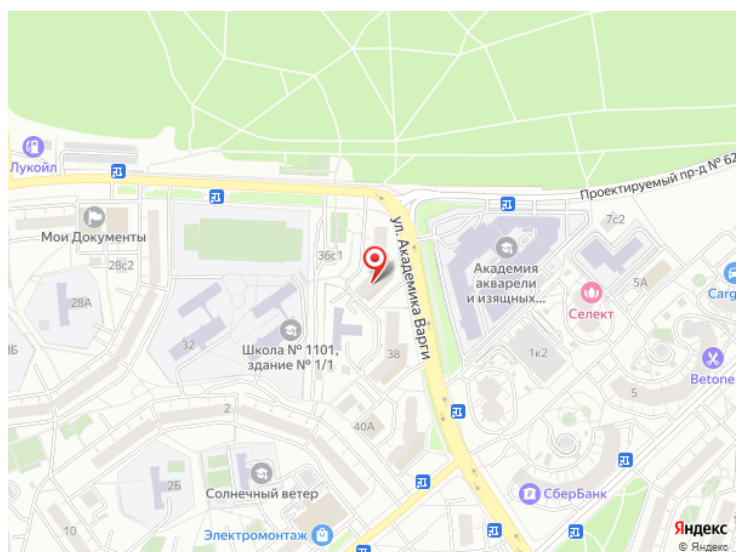 Лукойл
Проектируемый пр-д № 62
Мои Документы
28с2
36с1
ул. Академика Варги
7с2
Академия
акварели
и изящных...
5А
Carg
28А
Селект
32
Школа № 1101,
здание № 1/1
38
1к2
Betone
2
5
40А
2Б
Солнечный ветер
СберБанк
10
Электромонтаж
Яндекс
© Яндекс